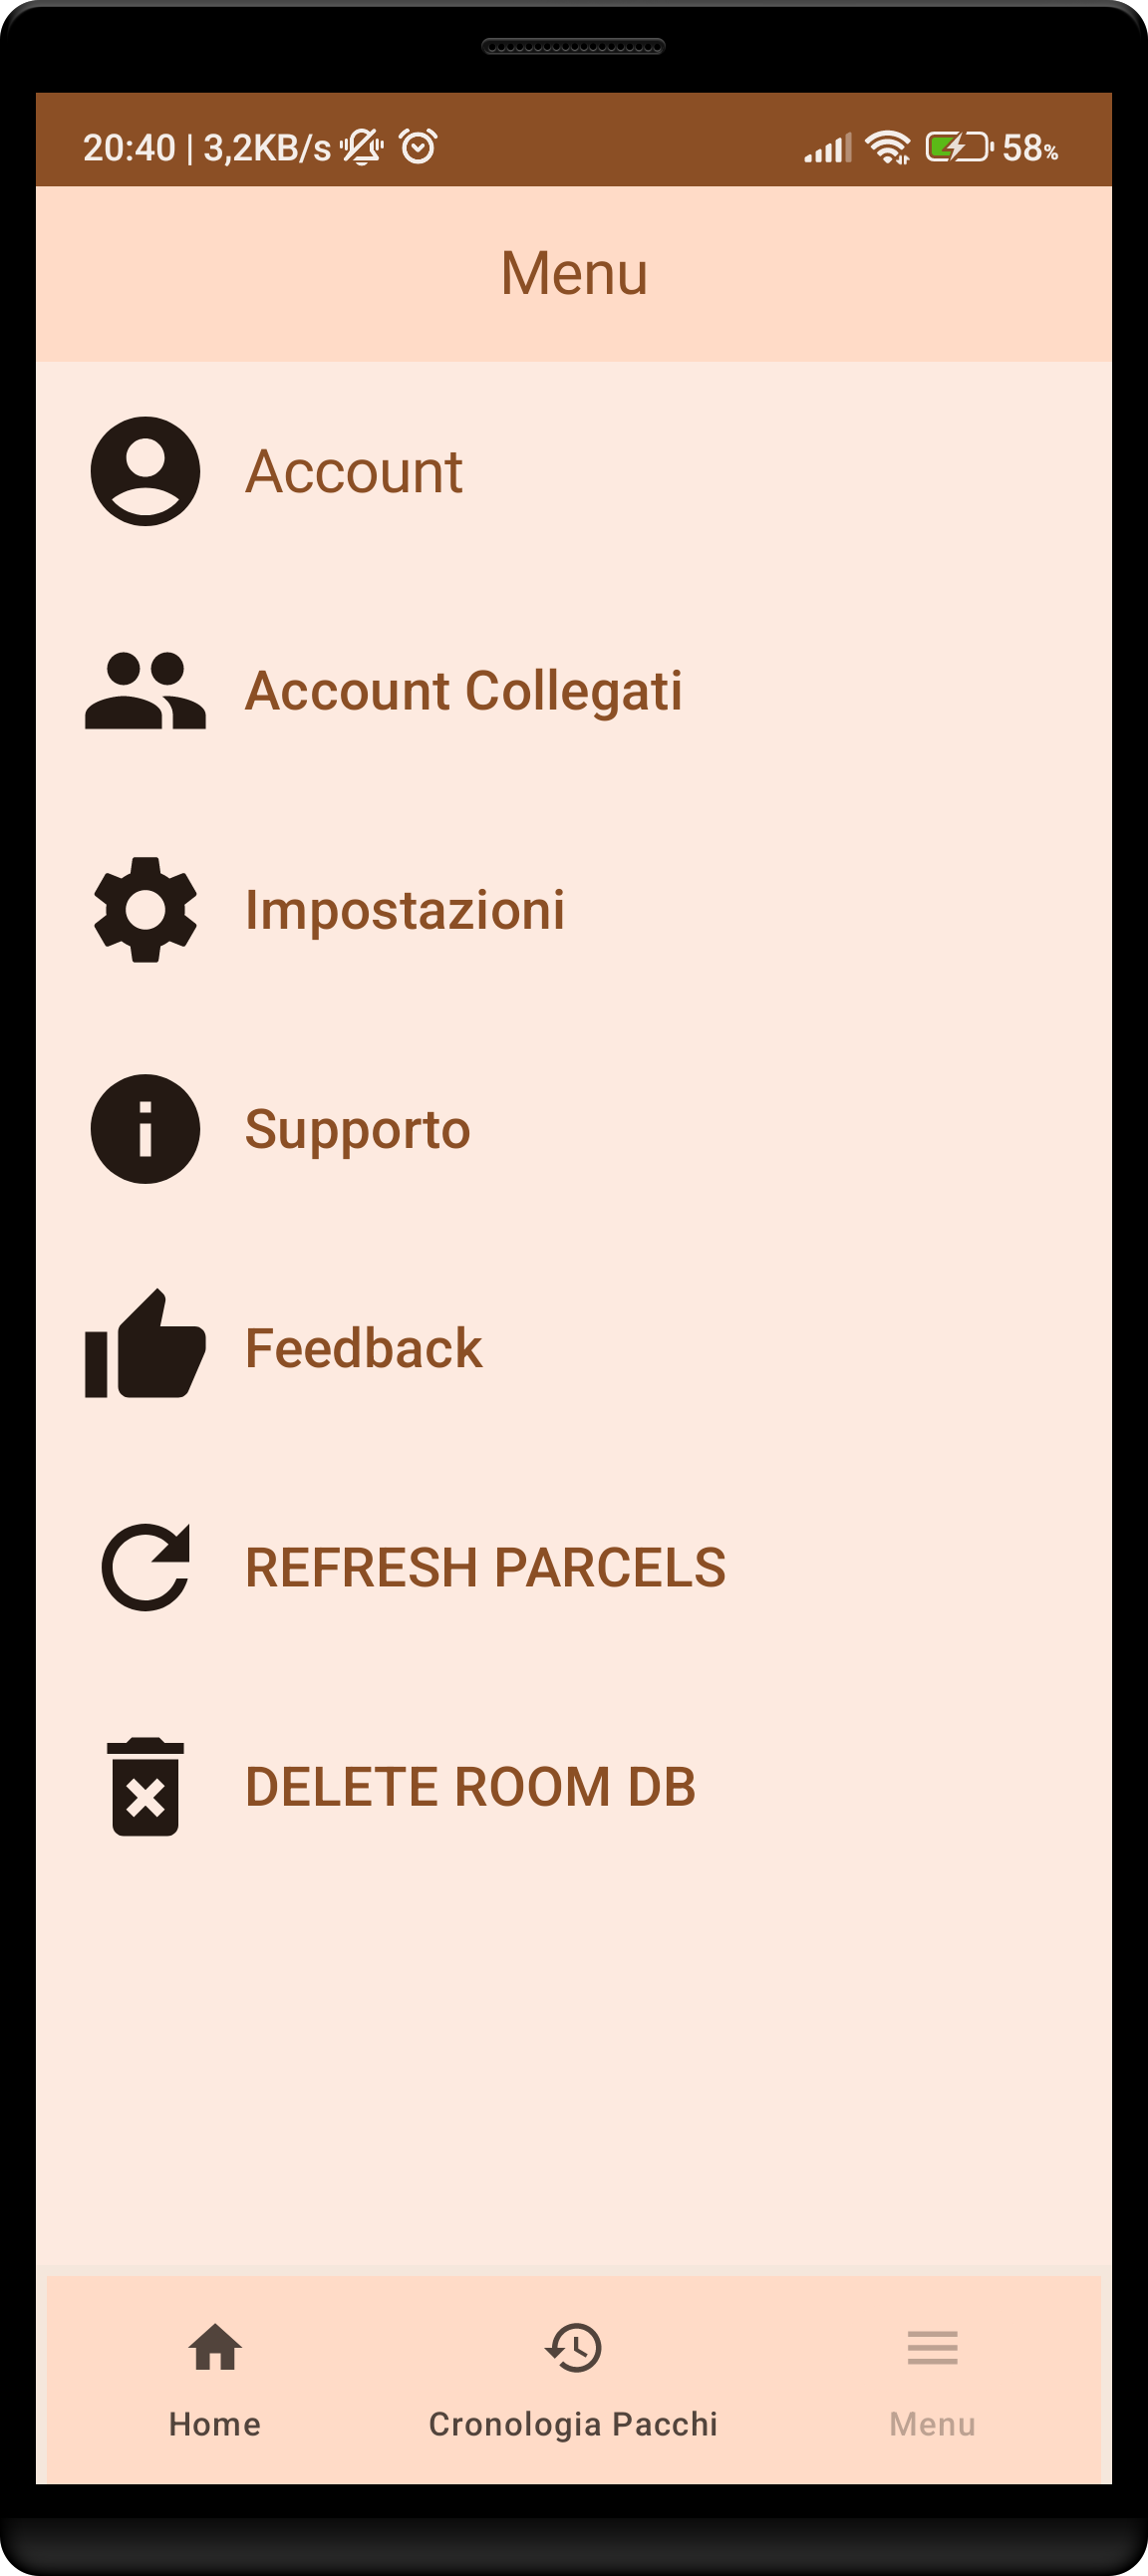 20:40 | 3,2KB/s 58%
Menu
Account
Account Collegati
Impostazioni
Supporto
Feedback
REFRESH PARCELS
DELETE ROOM DB
Home Cronologia Pacchi Menu